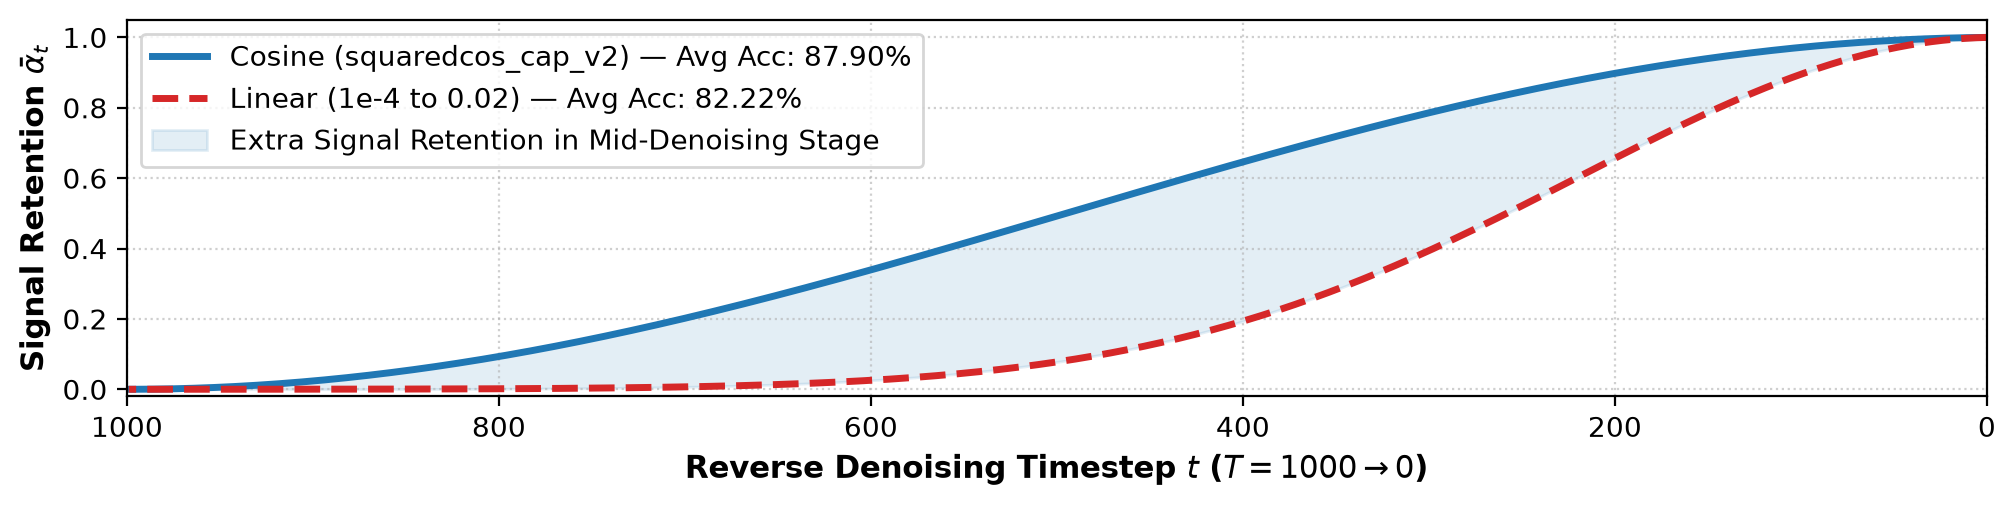 Cosine (squaredcos_cap_v2) — Avg Acc: 87.90%
Linear (1e-4 to 0.02) — Avg Acc: 82.22%
Extra Signal Retention in Mid-Denoising Stage
Signal Retention ᾱₜ
1.0
0.8
0.6
0.4
0.2
0.0
1000 800 600 400 200 0
Reverse Denoising Timestep t (T = 1000 → 0)